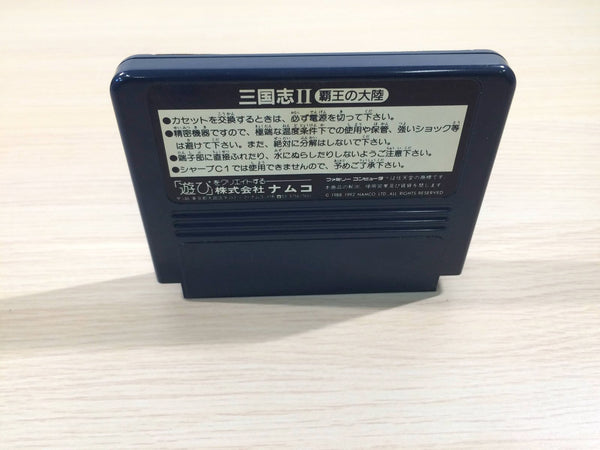 三国志II 覇王の大陸
●カセットを交換するときは、必ず電源を切って下さい。
●精密機器ですので、極端な温度条件下での使用や保管、強いショック等
は避けて下さい。また、絶対に分解はしないで下さい。
●端子部に直接ふれたり、水にぬらしたりしないようご注意下さい。
●シャープC1では使用できませんので、予めご了承下さい。
「遊び」をクリエイトする
株式会社ナムコ
ファミリーコンピュータ は任天堂の商標です。
© 1988 1992 NAMCO LTD., ALL RIGHTS RESERVED